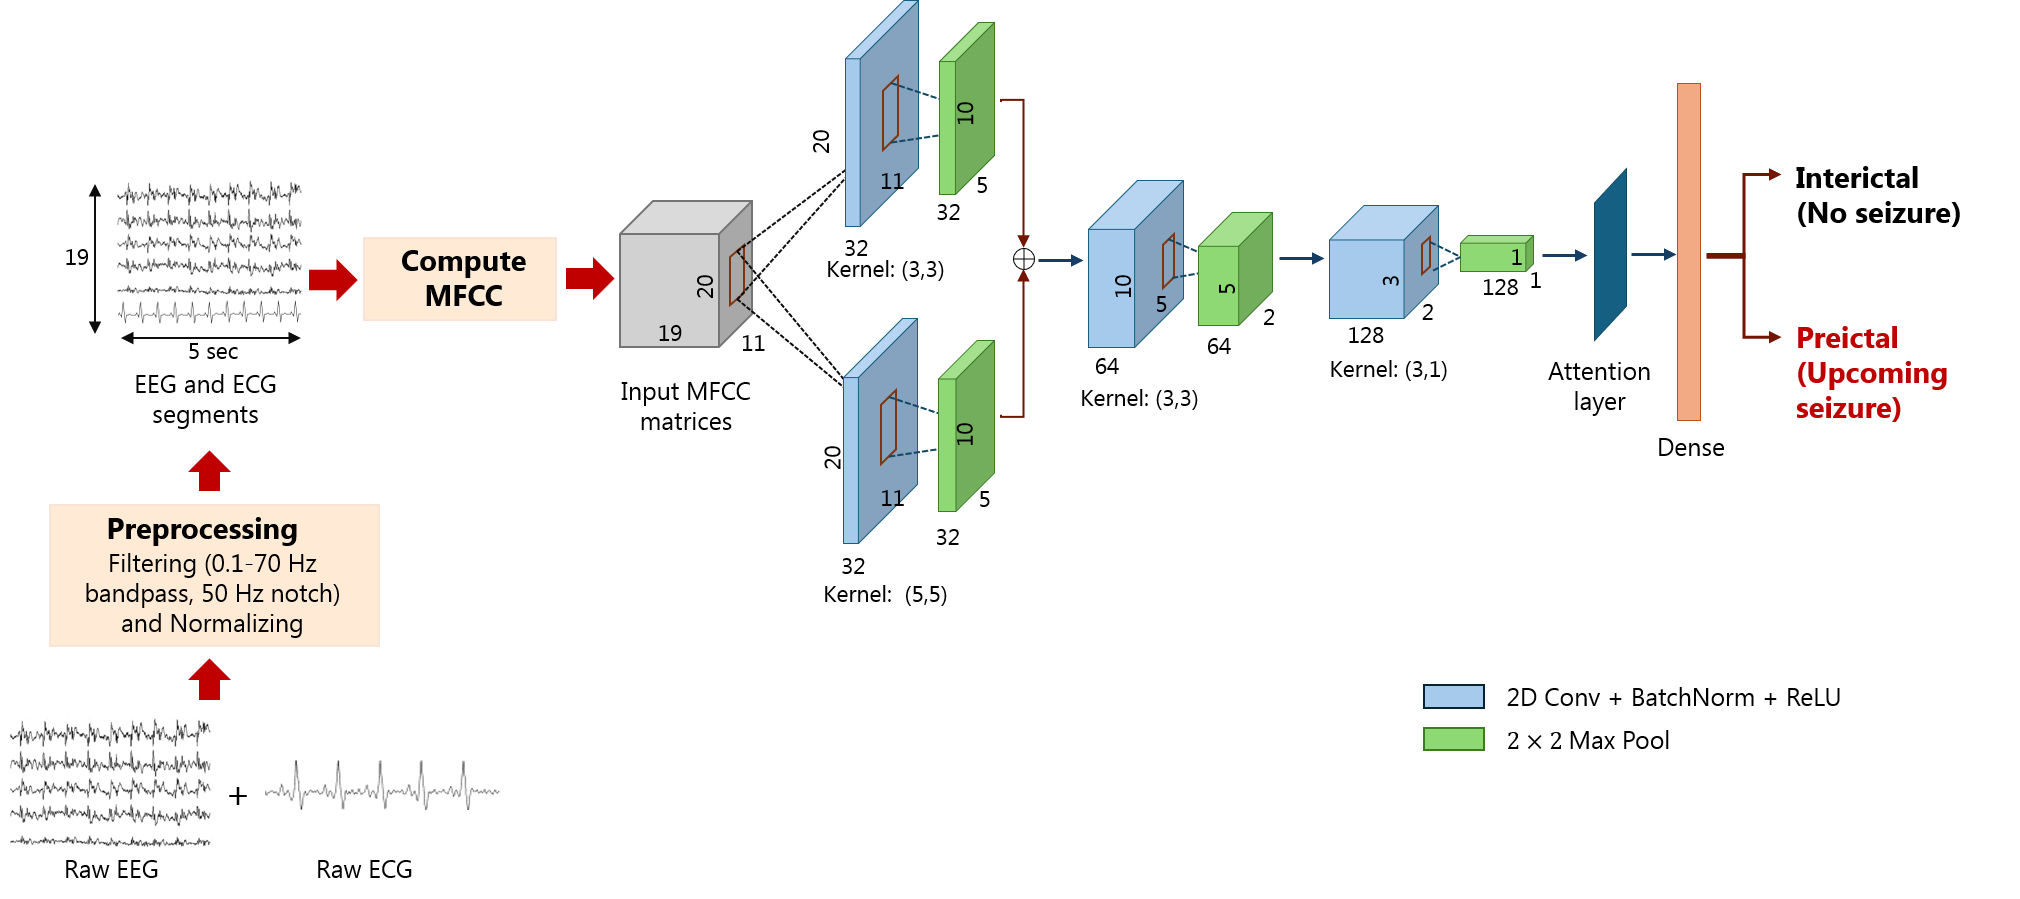 Raw EEG
+
Raw ECG
Preprocessing
Filtering (0.1-70 Hz
bandpass, 50 Hz notch)
and Normalizing
19
5 sec
EEG and ECG
segments
Compute
MFCC
20
19
11
Input MFCC
matrices
20
11
32
Kernel: (3,3)
10
5
32
20
11
32
Kernel: (5,5)
10
5
32
10
5
64
Kernel: (3,3)
5
2
64
3
2
128
Kernel: (3,1)
1
1
128
Attention
layer
Dense
Interictal
(No seizure)
Preictal
(Upcoming
seizure)
2D Conv + BatchNorm + ReLU
2 × 2 Max Pool